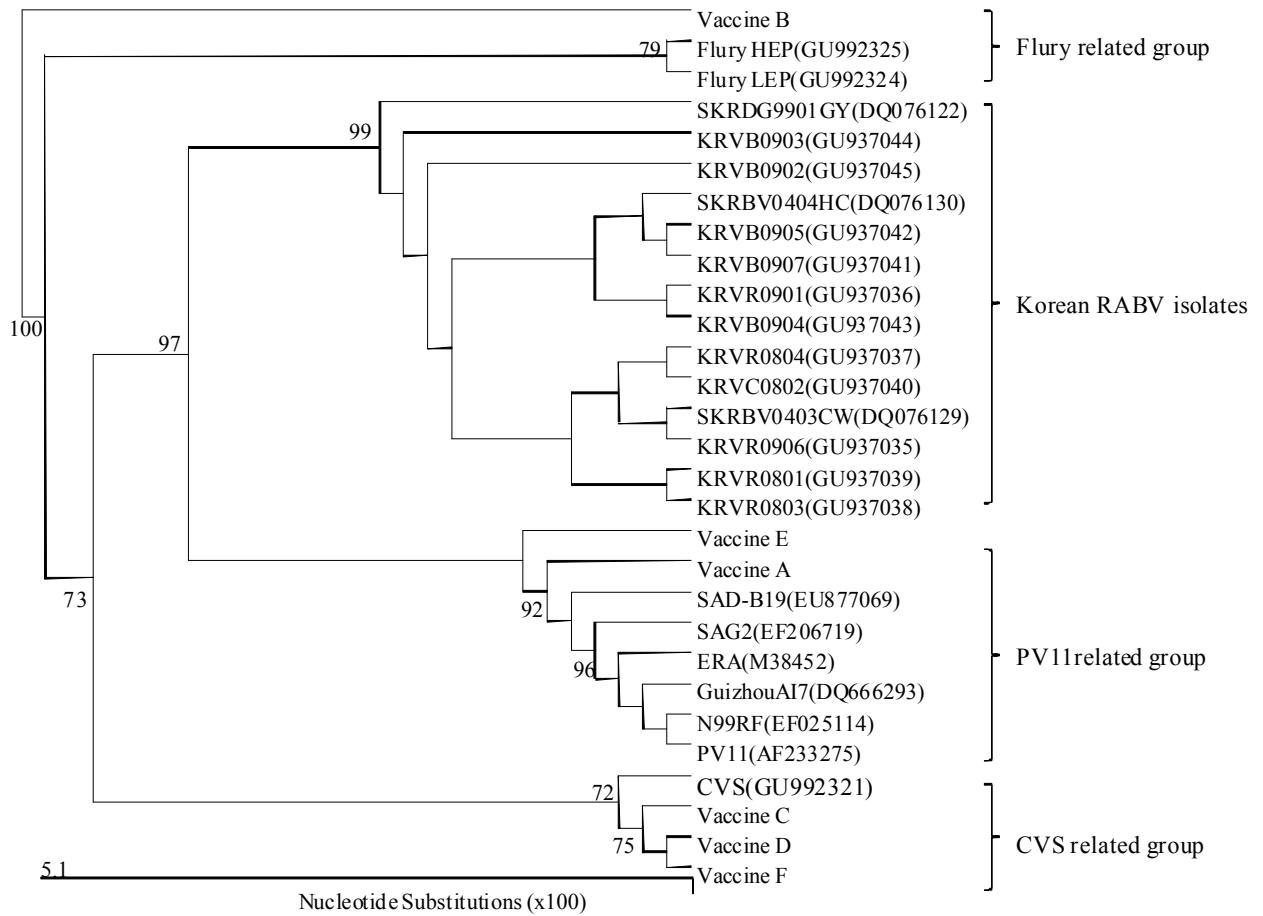 Vaccine B
79
Flury HEP(GU992325)
Flury LEP(GU992324)
Flury related group
99
SKRDG9901GY(DQ076122)
KRVB0903(GU937044)
KRVB0902(GU937045)
SKRBV0404HC(DQ076130)
KRVB0905(GU937042)
KRVB0907(GU937041)
KRVR0901(GU937036)
KRVB0904(GU937043)
KRVR0804(GU937037)
KRVC0802(GU937040)
SKRBV0403CW(DQ076129)
KRVR0906(GU937035)
KRVR0801(GU937039)
KRVR0803(GU937038)
Korean RABV isolates
100
97
73
Vaccine E
Vaccine A
92
SAD-B19(EU877069)
SAG2(EF206719)
96
ERA(M38452)
GuizhouAI7(DQ666293)
N99RF(EF025114)
PV11(AF233275)
PV11related group
72
CVS(GU992321)
Vaccine C
75
Vaccine D
Vaccine F
CVS related group
5.1
Nucleotide Substitutions (x100)